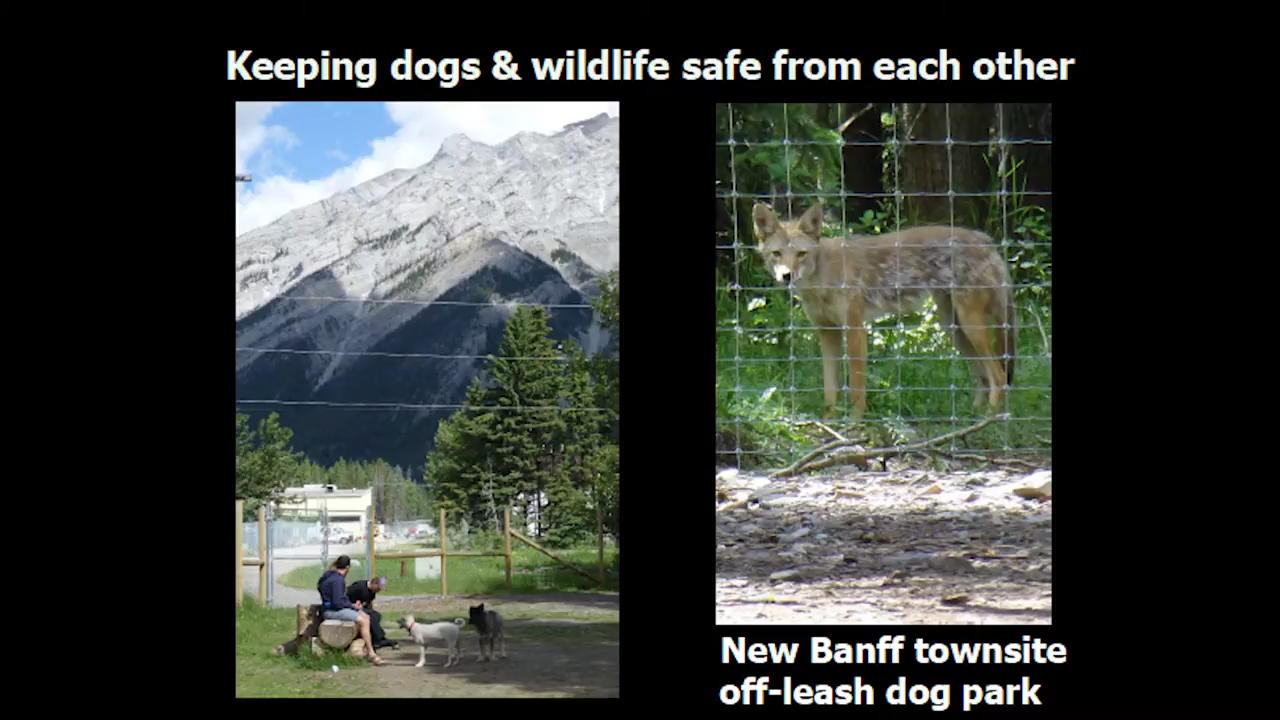 Keeping dogs & wildlife safe from each other
New Banff townsite
off-leash dog park